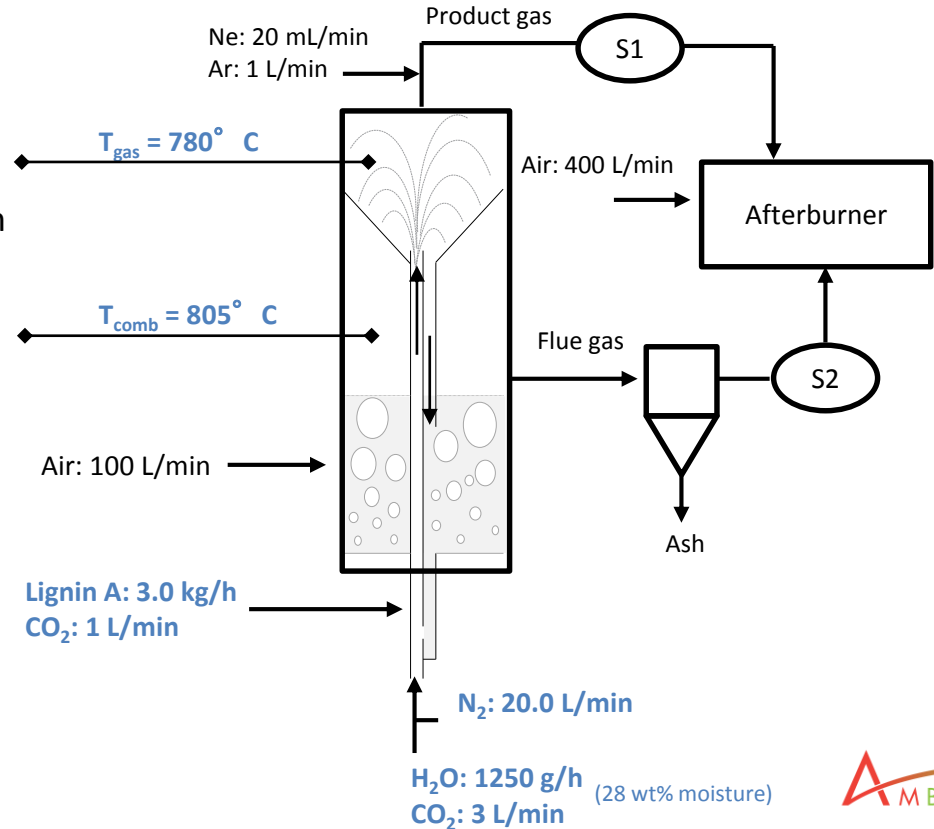 Product gas
Ne: 20 mL/min
Ar: 1 L/min
S1
T_gas = 780° C
Air: 400 L/min
Afterburner
T_comb = 805° C
Flue gas
S2
Air: 100 L/min
Ash
Lignin A: 3.0 kg/h
CO₂: 1 L/min
N₂: 20.0 L/min
H₂O: 1250 g/h (28 wt% moisture)
CO₂: 3 L/min